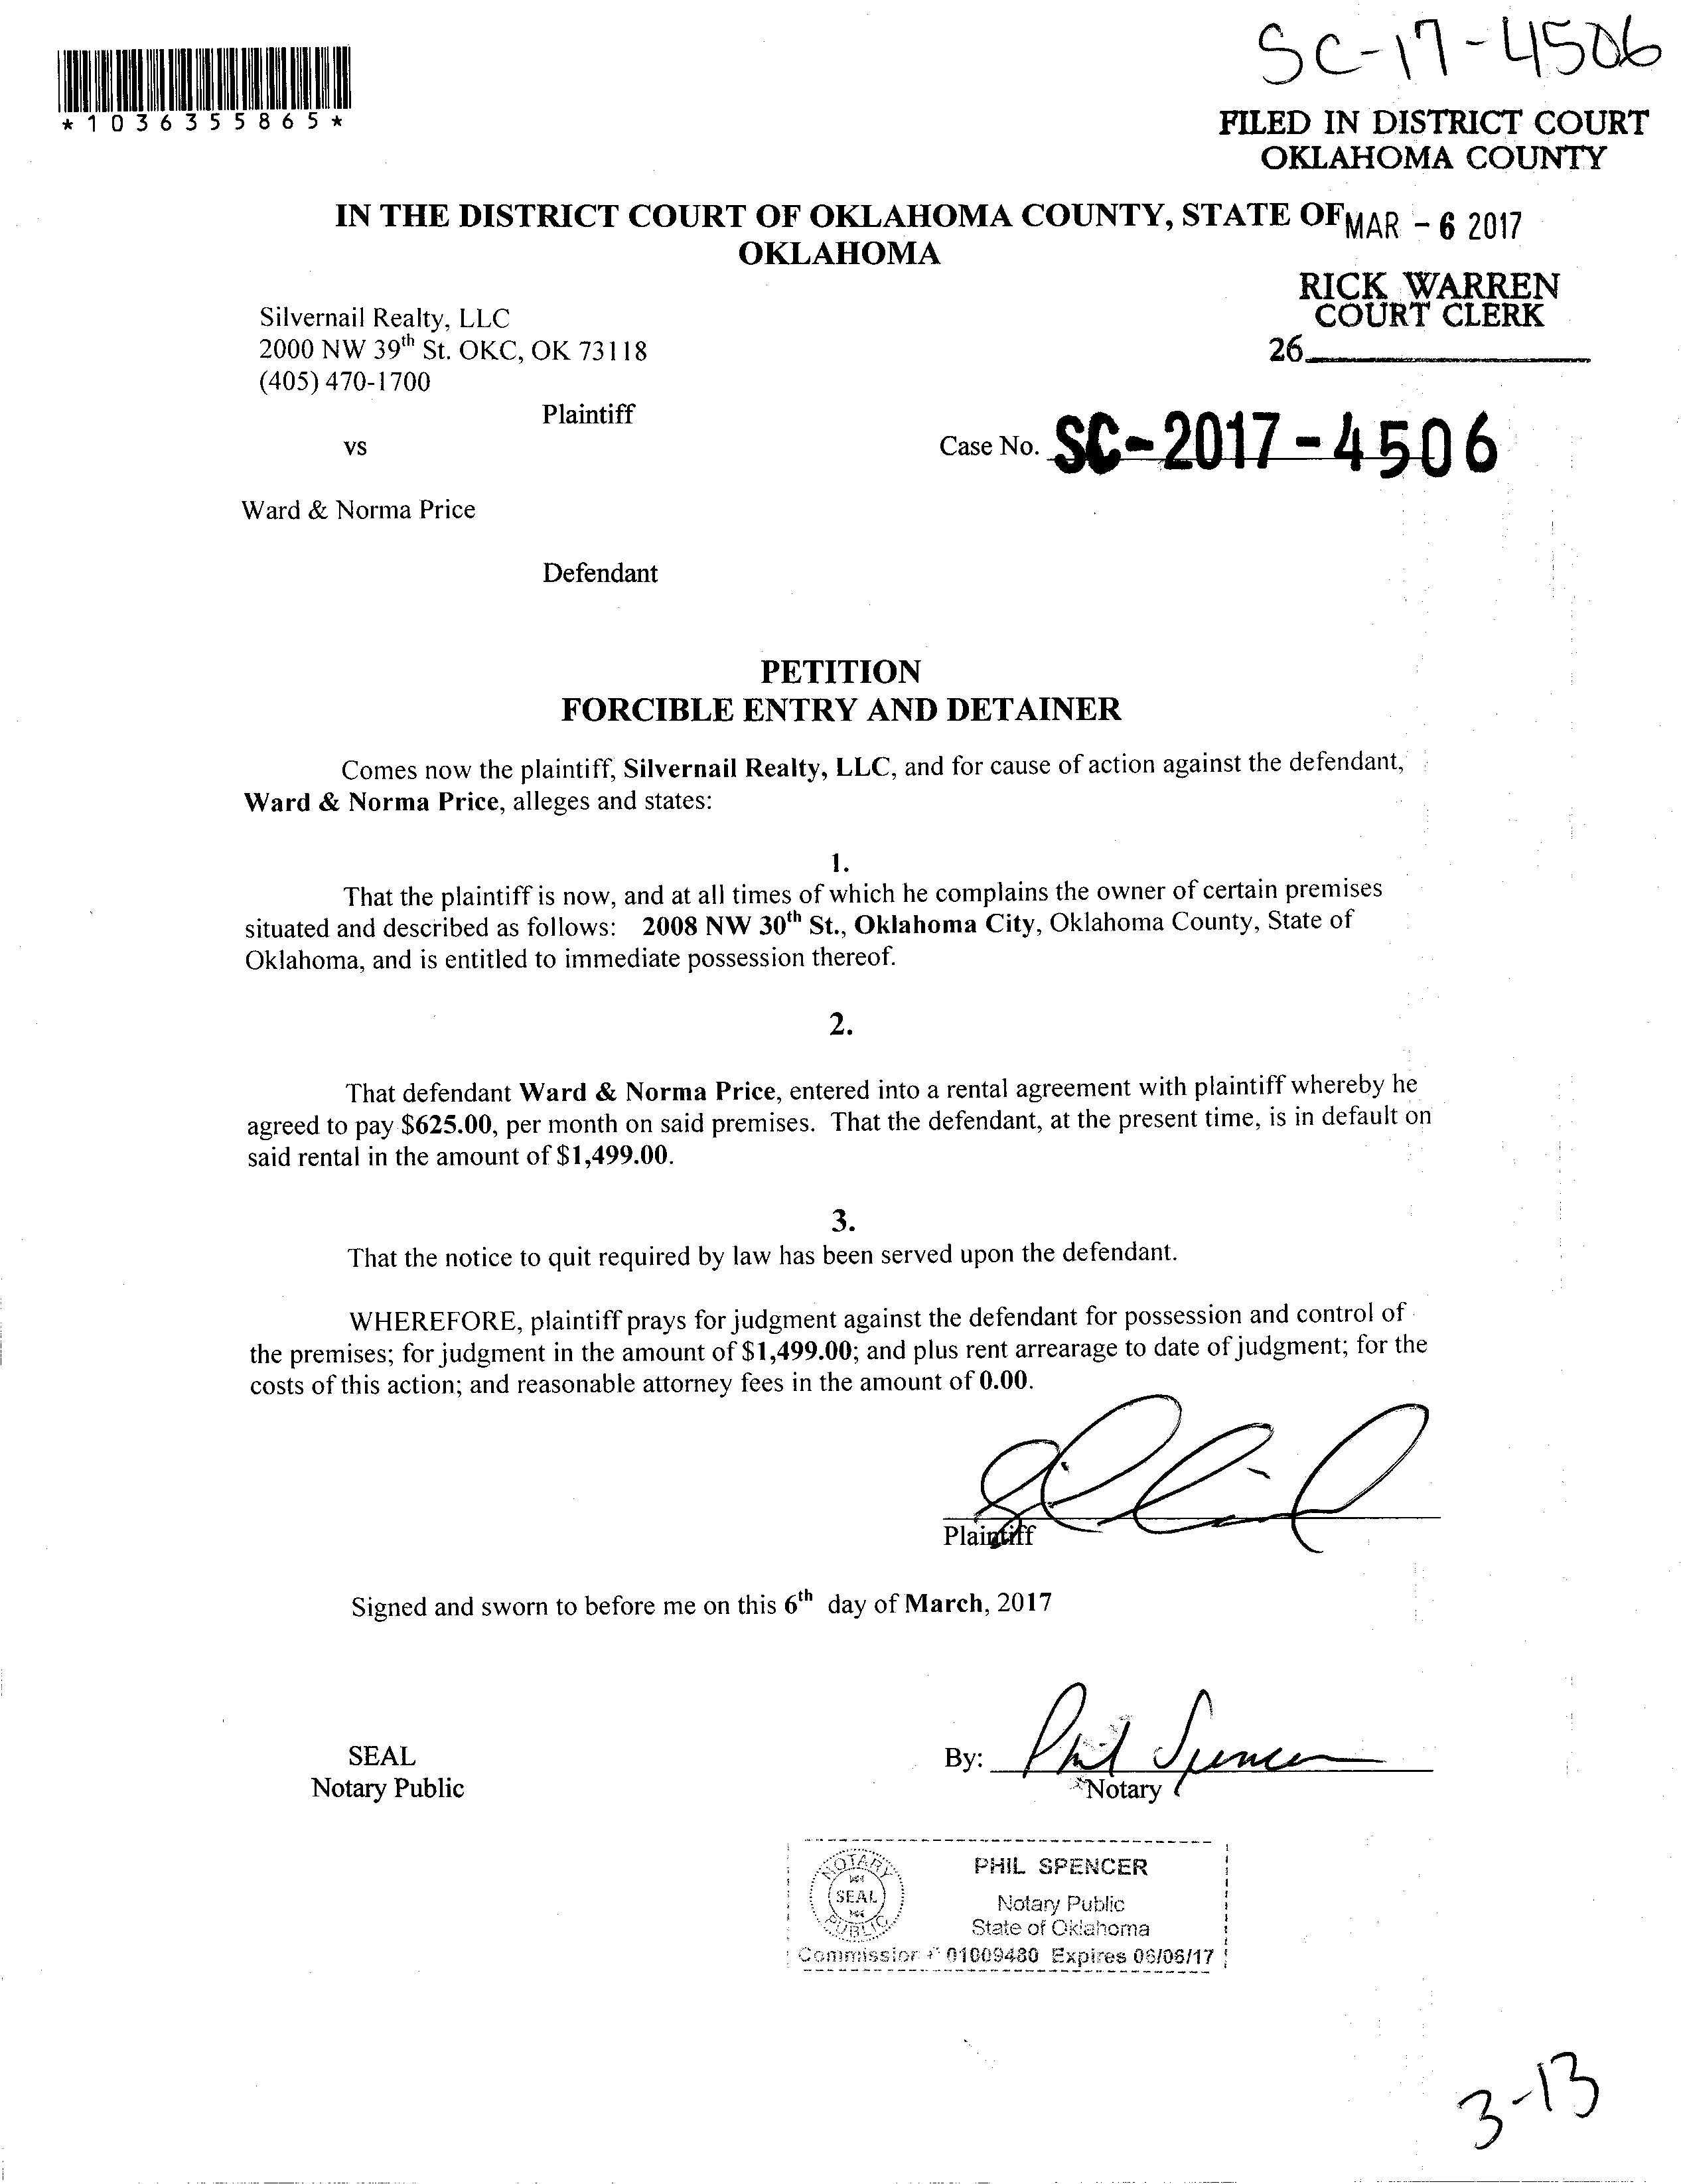 SC-17-4506
*1036355865*
FILED IN DISTRICT COURT
OKLAHOMA COUNTY
IN THE DISTRICT COURT OF OKLAHOMA COUNTY, STATE OF
OKLAHOMA
MAR - 6 2017
RICK WARREN
COURT CLERK
26
Silvernail Realty, LLC
2000 NW 39th St. OKC, OK 73118
(405) 470-1700
Plaintiff
vs
Case No. SC-2017-4506
Ward & Norma Price
Defendant
PETITION
FORCIBLE ENTRY AND DETAINER
Comes now the plaintiff, Silvernail Realty, LLC, and for cause of action against the defendant,
Ward & Norma Price, alleges and states:
1.
That the plaintiff is now, and at all times of which he complains the owner of certain premises
situated and described as follows: 2008 NW 30th St., Oklahoma City, Oklahoma County, State of
Oklahoma, and is entitled to immediate possession thereof.
2.
That defendant Ward & Norma Price, entered into a rental agreement with plaintiff whereby he
agreed to pay $625.00, per month on said premises. That the defendant, at the present time, is in default on
said rental in the amount of $1,499.00.
3.
That the notice to quit required by law has been served upon the defendant.
WHEREFORE, plaintiff prays for judgment against the defendant for possession and control of
the premises; for judgment in the amount of $1,499.00; and plus rent arrearage to date of judgment; for the
costs of this action; and reasonable attorney fees in the amount of 0.00.
Plaintiff
Signed and sworn to before me on this 6th day of March, 2017
SEAL
Notary Public
By: Phil Spencer
Notary
NOTARY
SEAL
PUBLIC
PHIL SPENCER
Notary Public
State of Oklahoma
Commission # 01009480 Expires 06/06/17
3-13